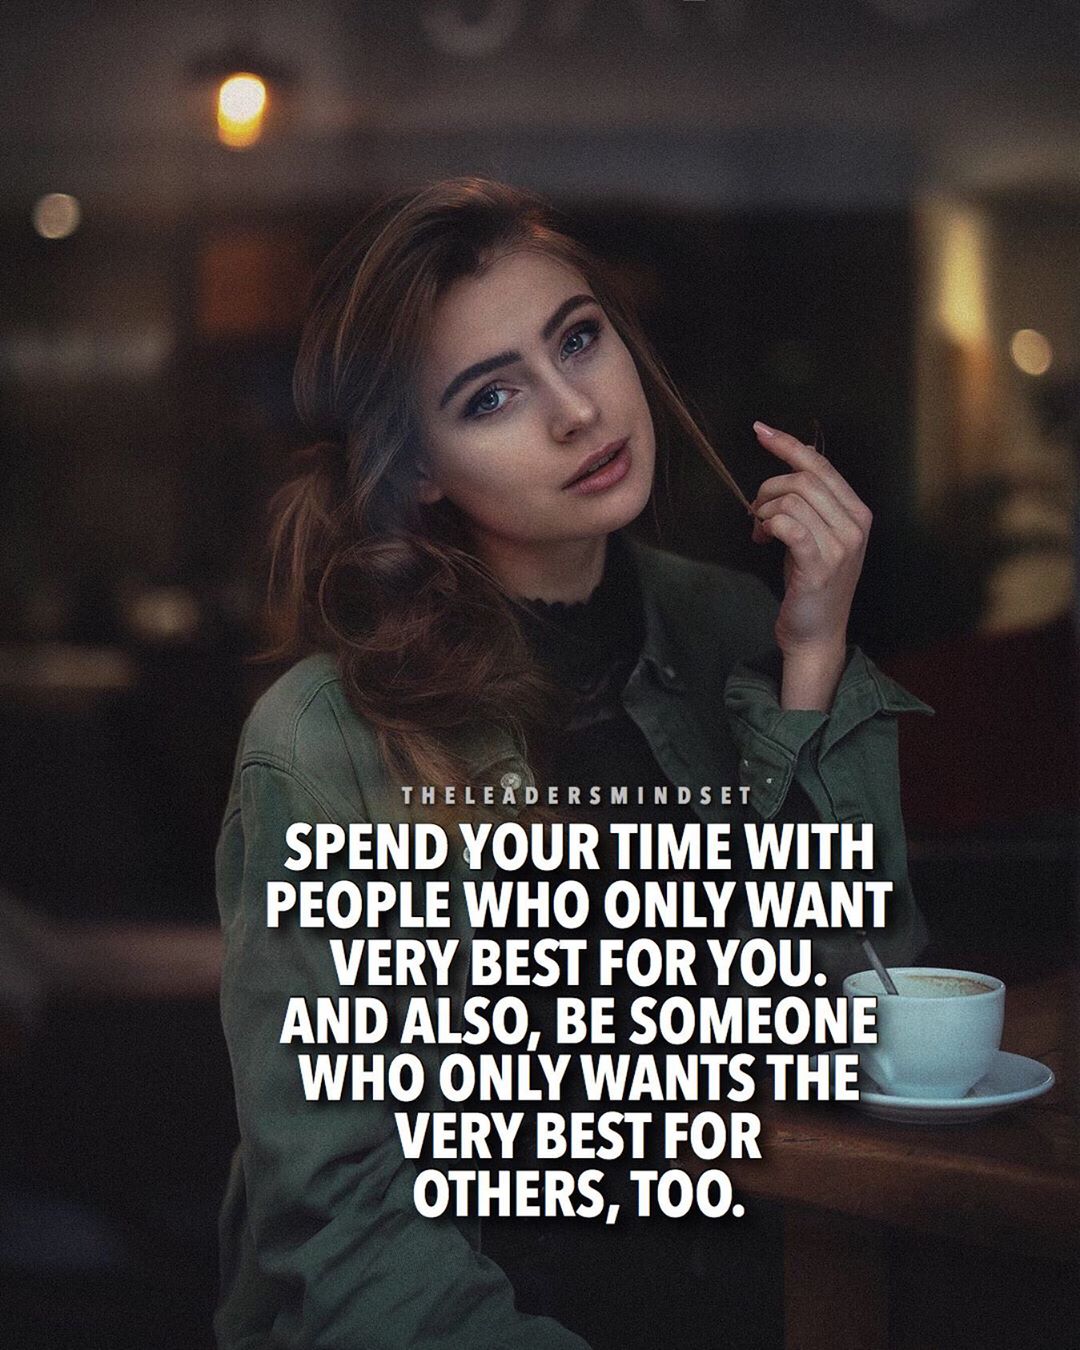 THELEADERSMINDSET
SPEND YOUR TIME WITH
PEOPLE WHO ONLY WANT
VERY BEST FOR YOU.
AND ALSO, BE SOMEONE
WHO ONLY WANTS THE
VERY BEST FOR
OTHERS, TOO.